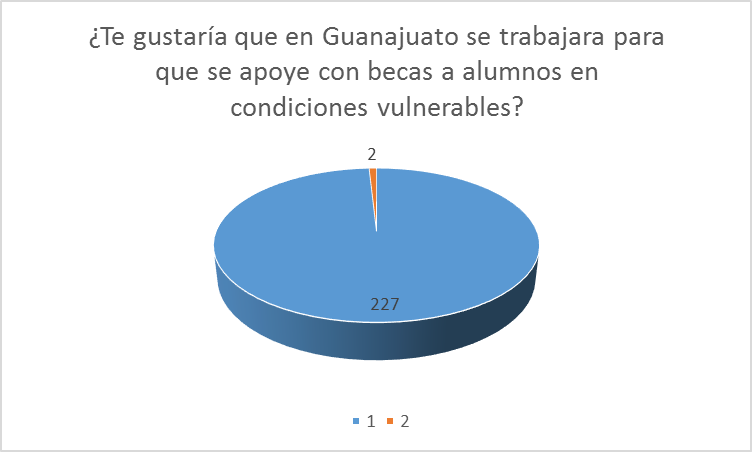 ¿Te gustaría que en Guanajuato se trabajara para
que se apoye con becas a alumnos en
condiciones vulnerables?
2
227
1 2